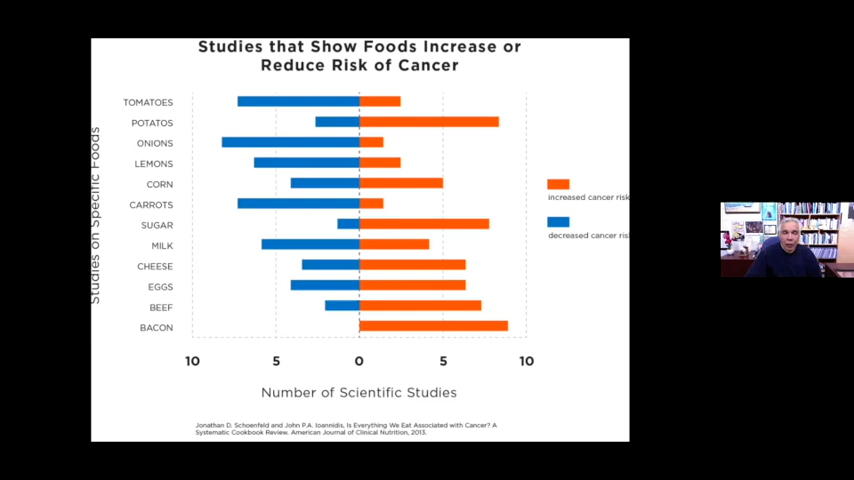 Studies that Show Foods Increase or
Reduce Risk of Cancer
Studies on Specific Foods
TOMATOES
POTATOS
ONIONS
LEMONS
CORN
CARROTS
SUGAR
MILK
CHEESE
EGGS
BEEF
BACON
increased cancer risk
decreased cancer ris
10 5 0 5 10
Number of Scientific Studies
Jonathan D. Schoenfeld and John P.A. Ioannidis, Is Everything We Eat Associated with Cancer? A
Systematic Cookbook Review. American Journal of Clinical Nutrition, 2013.